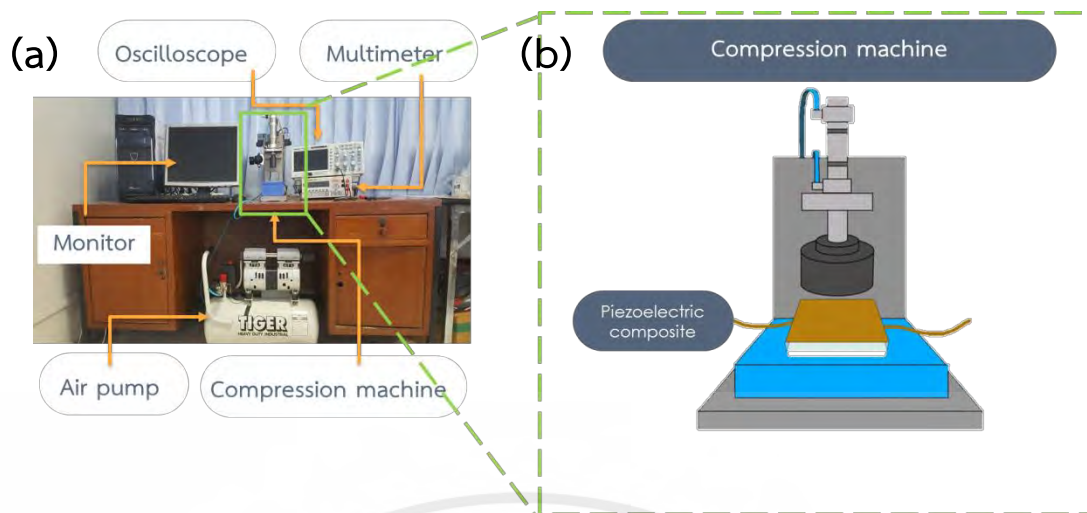 (a)
Oscilloscope
Multimeter
Monitor
TIGER
HEAVY DUTY INDUSTRIAL
Air pump
Compression machine
(b)
Compression machine
Piezoelectric
composite